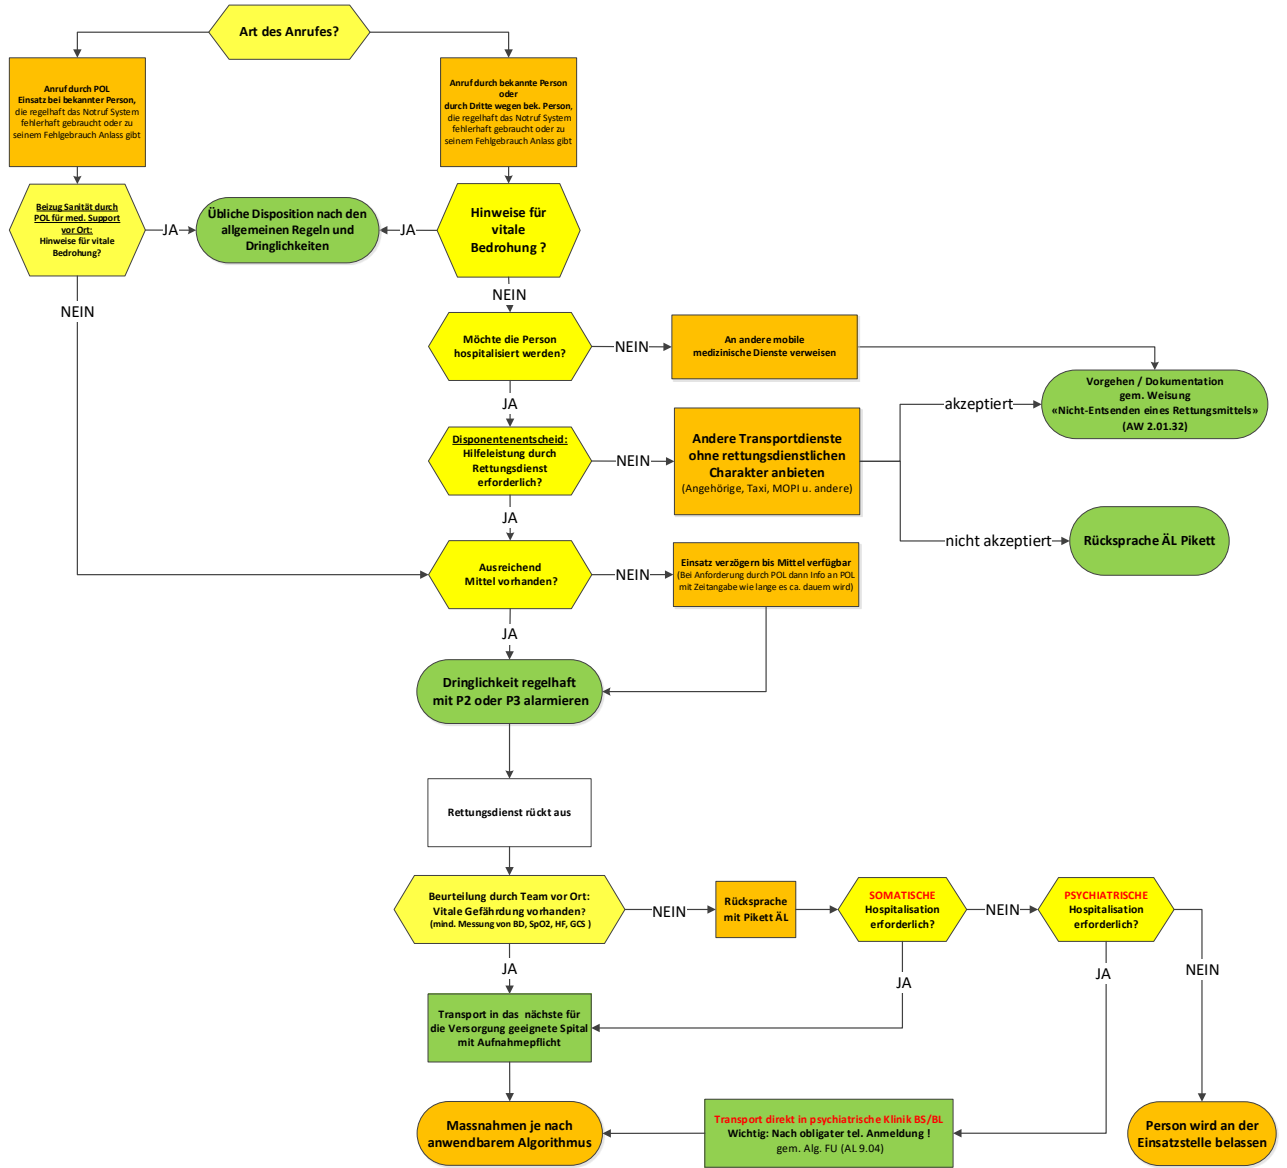 Art des Anrufes?
Anruf durch POL
Einsatz bei bekannter Person,
die regelhaft das Notruf System
fehlerhaft gebraucht oder zu
seinem Fehlgebrauch Anlass gibt
Anruf durch bekannte Person
oder
durch Dritte wegen bek. Person,
die regelhaft das Notruf System
fehlerhaft gebraucht oder zu
seinem Fehlgebrauch Anlass gibt
Beizug Sanität durch
POL für med. Support
vor Ort:
Hinweise für vitale
Bedrohung?
JA
Übliche Disposition nach den
allgemeinen Regeln und
Dringlichkeiten
JA
Hinweise für
vitale
Bedrohung ?
NEIN
NEIN
Möchte die Person
hospitalisiert werden?
NEIN
An andere mobile
medizinische Dienste verweisen
Vorgehen / Dokumentation
gem. Weisung
«Nicht-Entsenden eines Rettungsmittels»
(AW 2.01.32)
JA
Disponentenentscheid:
Hilfeleistung durch
Rettungsdienst
erforderlich?
NEIN
Andere Transportdienste
ohne rettungsdienstlichen
Charakter anbieten
(Angehörige, Taxi, MOPI u. andere)
akzeptiert
nicht akzeptiert
Rücksprache ÄL Pikett
JA
Ausreichend
Mittel vorhanden?
NEIN
Einsatz verzögern bis Mittel verfügbar
(Bei Anforderung durch POL dann Info an POL
mit Zeitangabe wie lange es ca. dauern wird)
JA
Dringlichkeit regelhaft
mit P2 oder P3 alarmieren
Rettungsdienst rückt aus
Beurteilung durch Team vor Ort:
Vitale Gefährdung vorhanden?
(mind. Messung von BD, SpO2, HF, GCS )
NEIN
Rücksprache
mit Pikett ÄL
SOMATISCHE
Hospitalisation
erforderlich?
NEIN
PSYCHIATRISCHE
Hospitalisation
erforderlich?
JA
JA
JA
NEIN
Transport in das nächste für
die Versorgung geeignete Spital
mit Aufnahmepflicht
Massnahmen je nach
anwendbarem Algorithmus
Transport direkt in psychiatrische Klinik BS/BL
Wichtig: Nach obligater tel. Anmeldung !
gem. Alg. FU (AL 9.04)
Person wird an der
Einsatzstelle belassen